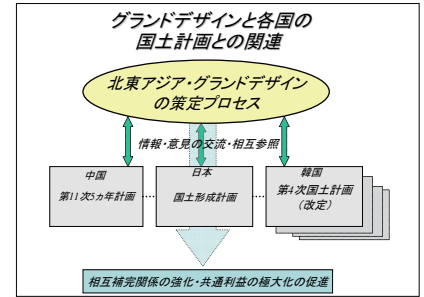 グランドデザインと各国の
国土計画との関連
北東アジア・グランドデザイン
の策定プロセス
情報・意見の交流・相互参照
中国
第11次5ヵ年計画
日本
国土形成計画
韓国
第4次国土計画
(改定)
相互補完関係の強化・共通利益の極大化の促進